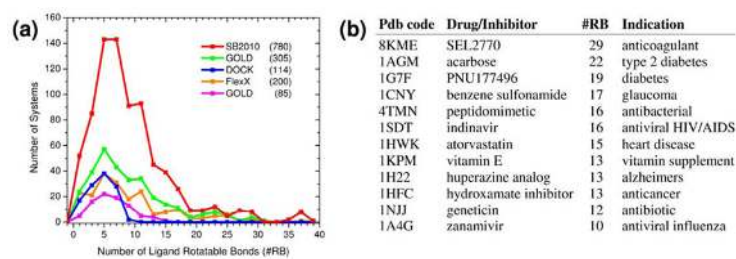 (a)
160
140
120
100
80
60
40
20
0
Number of Systems
SB2010 (780)
GOLD (305)
DOCK (114)
FlexX (200)
GOLD (85)
0 5 10 15 20 25 30 35 40
Number of Ligand Rotatable Bonds (#RB)
(b)
Pdb code Drug/Inhibitor #RB Indication
8KME SEL2770 29 anticoagulant
1AGM acarbose 22 type 2 diabetes
1G7F PNU177496 19 diabetes
1CNY benzene sulfonamide 17 glaucoma
4TMN peptidomimetic 16 antibacterial
1SDT indinavir 16 antiviral HIV/AIDS
1HWK atorvastatin 15 heart disease
1KPM vitamin E 13 vitamin supplement
1H22 huperazine analog 13 alzheimers
1HFC hydroxamate inhibitor 13 anticancer
1NJJ geneticin 12 antibiotic
1A4G zanamivir 10 antiviral influenza